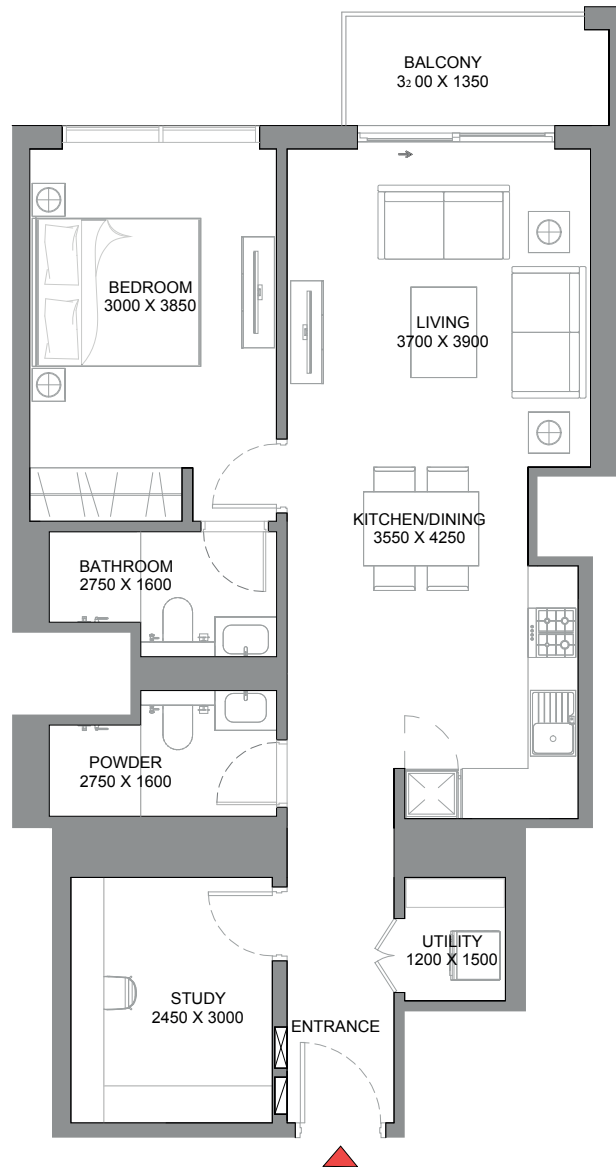 BALCONY
3200 X 1350
BEDROOM
3000 X 3850
LIVING
3700 X 3900
KITCHEN/DINING
3550 X 4250
BATHROOM
2750 X 1600
POWDER
2750 X 1600
UTILITY
1200 X 1500
STUDY
2450 X 3000
ENTRANCE